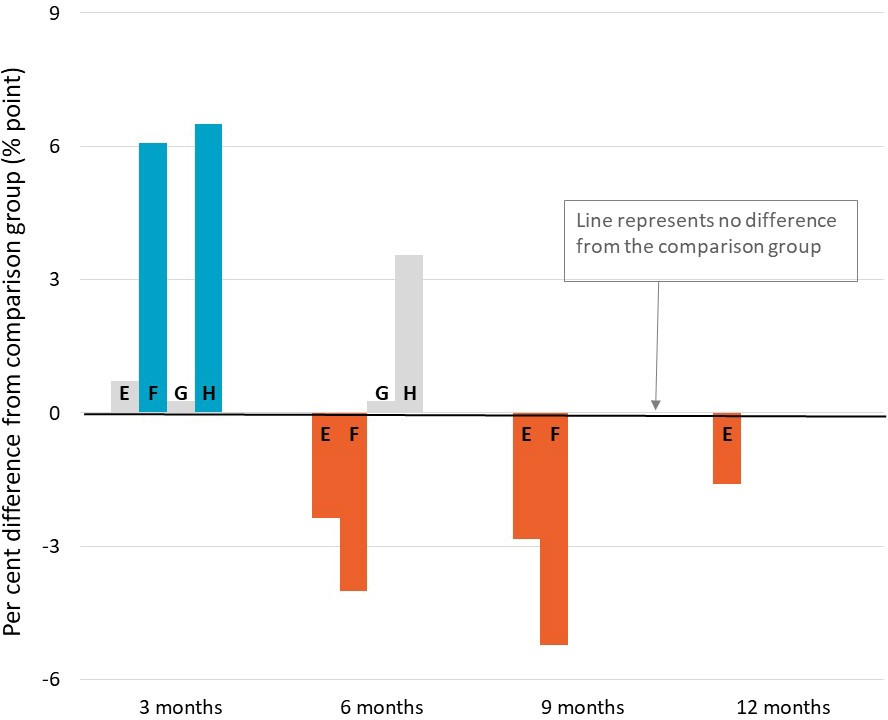 Per cent difference from comparison group (% point)
9
6
3
0
-3
-6
Line represents no difference
from the comparison group
E F G H
G H
E F
E F
E
3 months 6 months 9 months 12 months